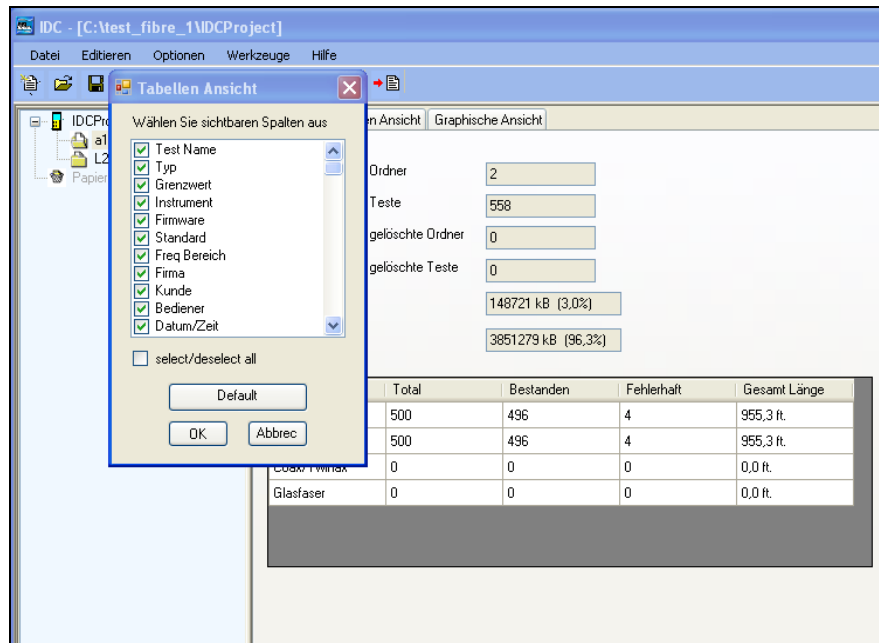 IDC - [C:\test_fibre_1\IDCProject]
Datei Editieren Optionen Werkzeuge Hilfe
Tabellen Ansicht
Wählen Sie sichtbaren Spalten aus
Test Name
Typ
Grenzwert
Instrument
Firmware
Standard
Freq Bereich
Firma
Kunde
Bediener
Datum/Zeit
select/deselect all
Default
OK Abbrec
IDCPro
a1
L2
Papier
en Ansicht Graphische Ansicht
Ordner 2
Teste 558
gelöschte Ordner 0
gelöschte Teste 0
148721 kB (3,0%)
3851279 kB (96,3%)
Total Bestanden Fehlerhaft Gesamt Länge
500 496 4 955,3 ft.
500 496 4 955,3 ft.
Coax/Twinax 0 0 0 0,0 ft.
Glasfaser 0 0 0 0,0 ft.